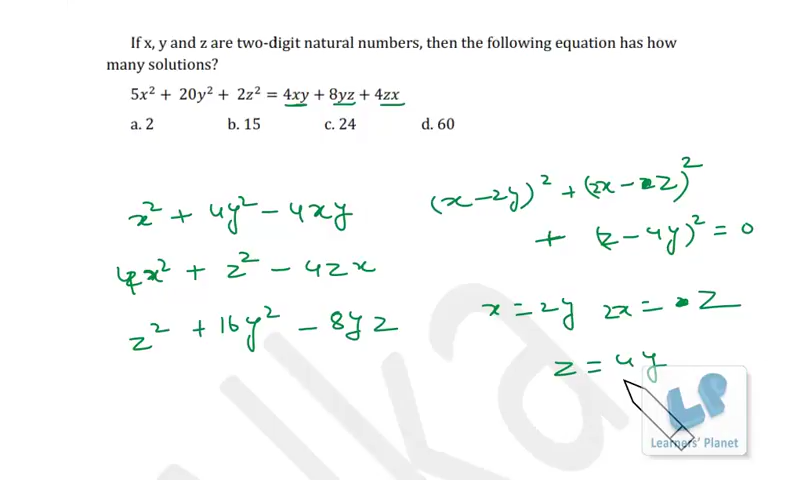 If x, y and z are two-digit natural numbers, then the following equation has how
many solutions?
5x² + 20y² + 2z² = 4xy + 8yz + 4zx
a. 2 b. 15 c. 24 d. 60
x² + 4y² - 4xy
4x² + z² - 4zx
z² + 16y² - 8yz
(x - 2y)² + (2x - z)²
+ (z - 4y)² = 0
x = 2y 2x = z
z = 4y
LP
Learners' Planet